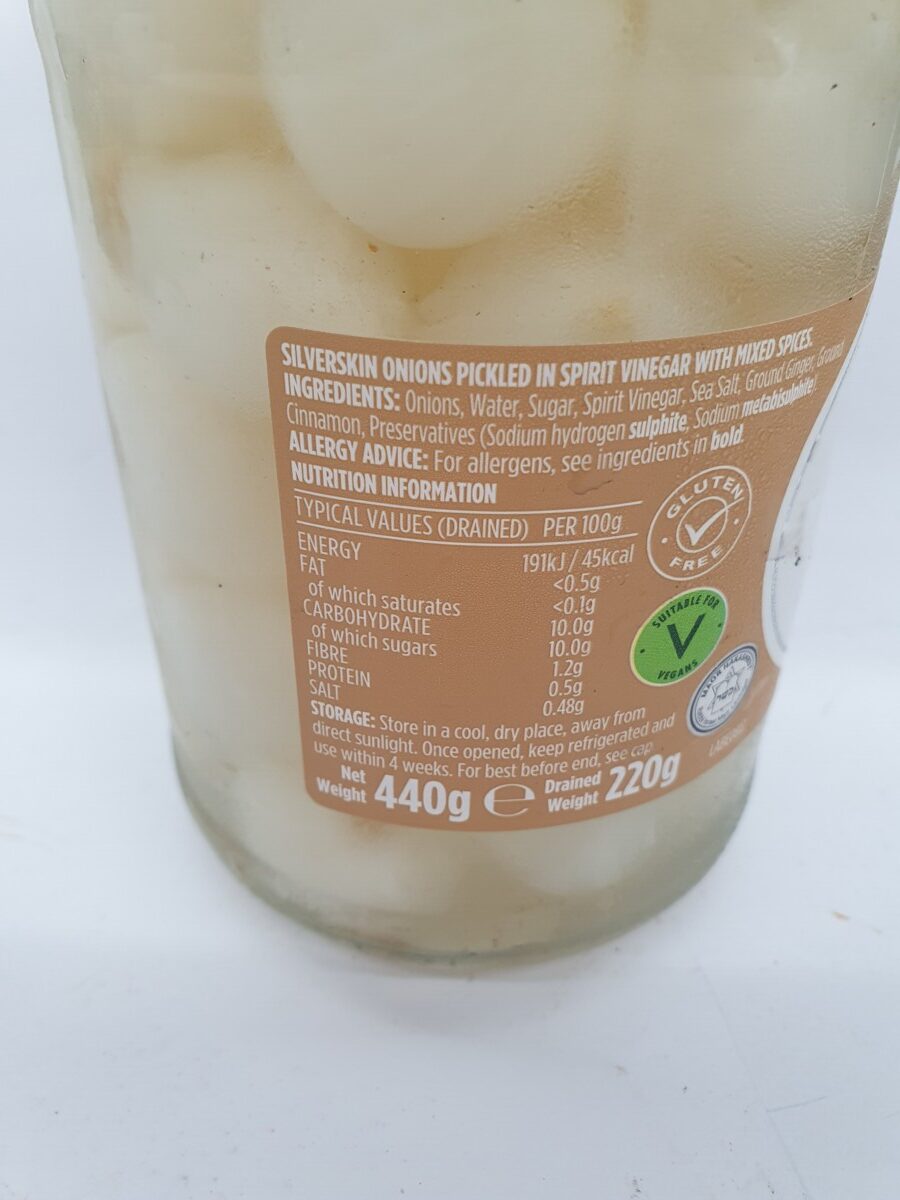 SILVERSKIN ONIONS PICKLED IN SPIRIT VINEGAR WITH MIXED SPICES.
INGREDIENTS: Onions, Water, Sugar, Spirit Vinegar, Sea Salt, Ground Ginger, Ground
Cinnamon, Preservatives (Sodium hydrogen sulphite, Sodium metabisulphite).
ALLERGY ADVICE: For allergens, see ingredients in bold.
NUTRITION INFORMATION
TYPICAL VALUES (DRAINED) PER 100g
ENERGY 191kJ / 45kcal
FAT <0.5g
of which saturates <0.1g
CARBOHYDRATE 10.0g
of which sugars 10.0g
FIBRE 1.2g
PROTEIN 0.5g
SALT 0.48g
STORAGE: Store in a cool, dry place, away from
direct sunlight. Once opened, keep refrigerated and
use within 4 weeks. For best before end, see cap.
Net Weight 440g e Drained Weight 220g
GLUTEN FREE
SUITABLE FOR VEGANS